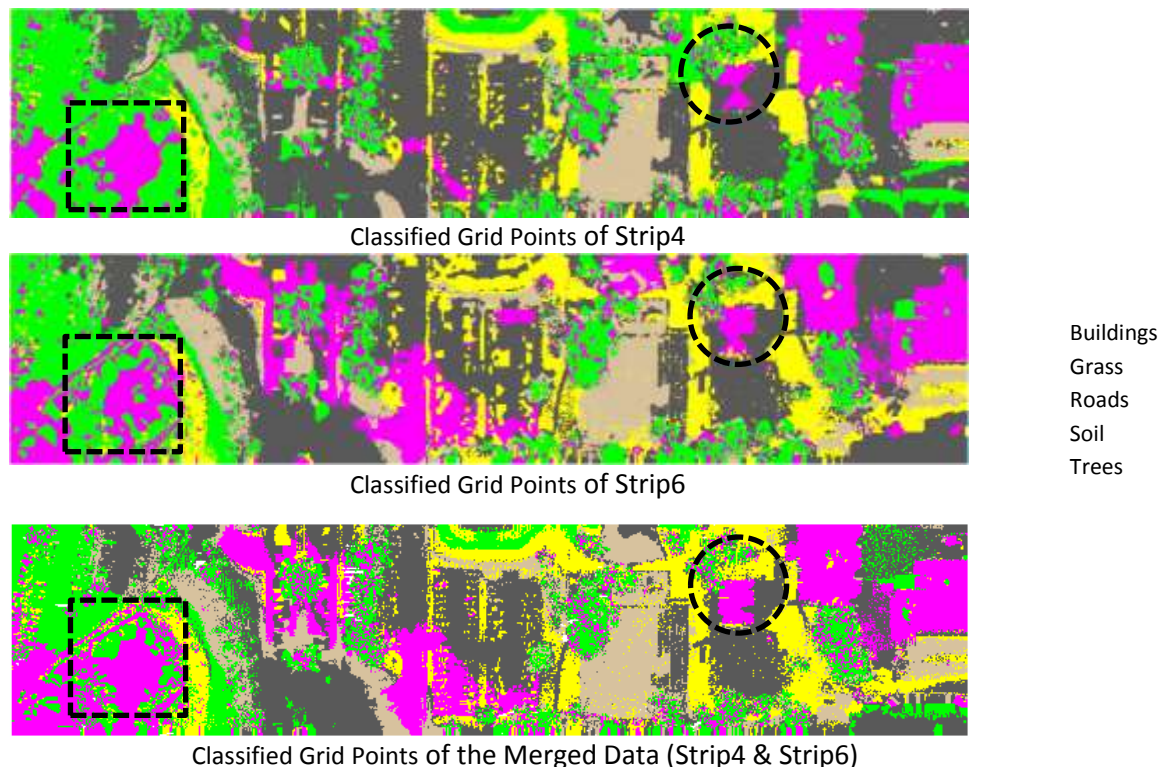 Classified Grid Points of Strip4
Classified Grid Points of Strip6
Buildings
Grass
Roads
Soil
Trees
Classified Grid Points of the Merged Data (Strip4 & Strip6)